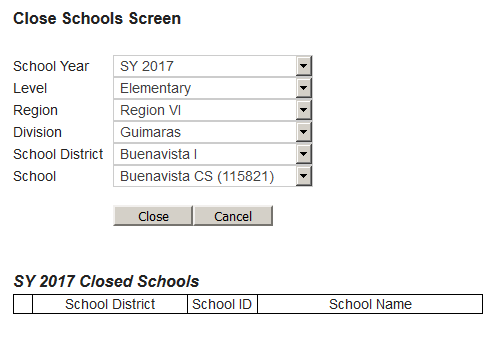 Close Schools Screen
School Year SY 2017
Level Elementary
Region Region VI
Division Guimaras
School District Buenavista I
School Buenavista CS (115821)
Close Cancel
SY 2017 Closed Schools
School District School ID School Name